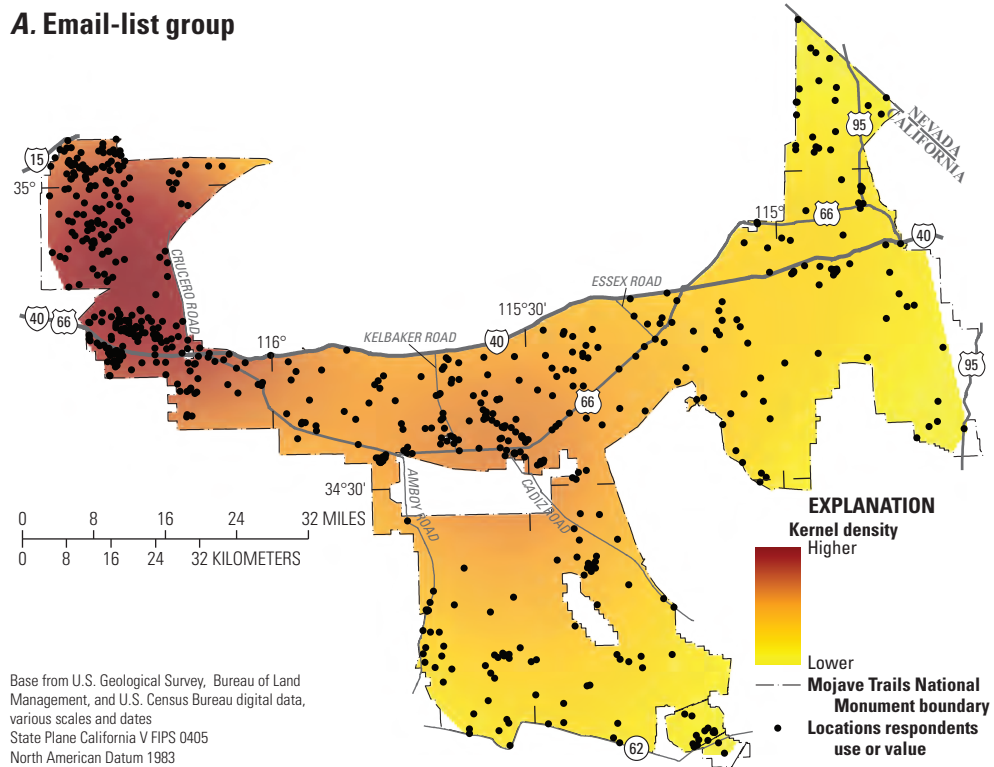 A. Email-list group
NEVADA
CALIFORNIA
95
15
35°
115°
66
40
CRUCERO ROAD
ESSEX ROAD
115°30'
40
66
116°
KELBAKER ROAD
40
95
66
34°30'
AMBOY ROAD
CADIZ ROAD
0 8 16 24 32 MILES
0 8 16 24 32 KILOMETERS
EXPLANATION
Kernel density
Higher
Lower
Mojave Trails National
Monument boundary
Locations respondents
use or value
62
Base from U.S. Geological Survey, Bureau of Land
Management, and U.S. Census Bureau digital data,
various scales and dates
State Plane California V FIPS 0405
North American Datum 1983